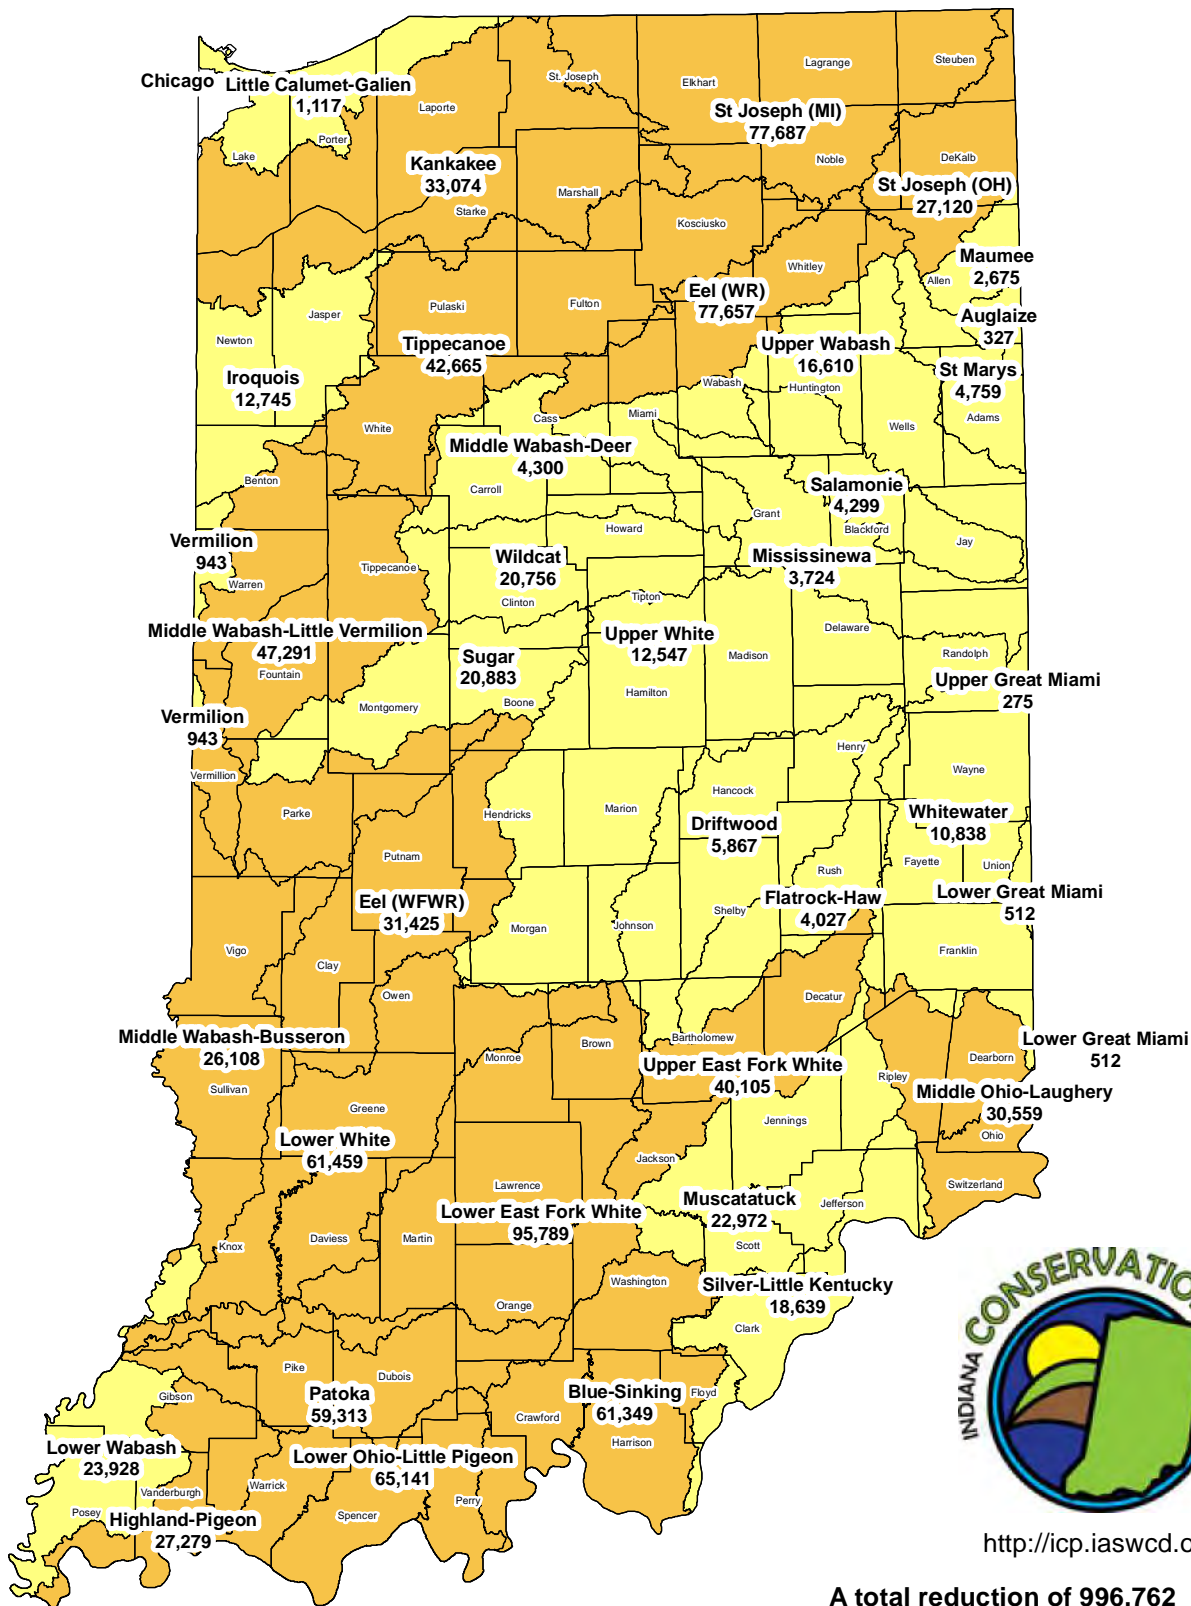 Steuben
Lagrange
St. Joseph
Elkhart
Chicago
Little Calumet-Galien
1,117
Laporte
St Joseph (MI)
77,687
Porter
Lake
Kankakee
33,074
Noble
DeKalb
St Joseph (OH)
27,120
Marshall
Starke
Kosciusko
Maumee
2,675
Whitley
Allen
Eel (WR)
77,657
Pulaski
Fulton
Jasper
Auglaize
327
Newton
Tippecanoe
42,665
Upper Wabash
16,610
Iroquois
12,745
St Marys
4,759
Wabash
Huntington
Adams
Cass
Miami
White
Wells
Middle Wabash-Deer
4,300
Benton
Carroll
Salamonie
4,299
Grant
Howard
Blackford
Jay
Vermilion
943
Warren
Tippecanoe
Wildcat
20,756
Mississinewa
3,724
Clinton
Tipton
Delaware
Middle Wabash-Little Vermilion
47,291
Fountain
Upper White
12,547
Sugar
20,883
Madison
Randolph
Upper Great Miami
275
Hamilton
Boone
Montgomery
Vermilion
943
Henry
Vermillion
Wayne
Hancock
Parke
Hendricks
Marion
Whitewater
10,838
Driftwood
5,867
Putnam
Fayette
Union
Rush
Lower Great Miami
512
Eel (WFWR)
31,425
Flatrock-Haw
4,027
Shelby
Morgan
Johnson
Franklin
Vigo
Clay
Owen
Decatur
Middle Wabash-Busseron
26,108
Bartholomew
Brown
Monroe
Lower Great Miami
512
Dearborn
Upper East Fork White
40,105
Ripley
Sullivan
Middle Ohio-Laughery
30,559
Greene
Jennings
Ohio
Lower White
61,459
Jackson
Lawrence
Switzerland
Muscatatuck
22,972
Jefferson
Lower East Fork White
95,789
Daviess
Martin
Knox
Scott
Washington
Silver-Little Kentucky
18,639
Orange
Clark
INDIANA CONSERVATIO
Pike
Dubois
Gibson
Patoka
59,313
Blue-Sinking
61,349
Floyd
Crawford
Harrison
Lower Wabash
23,928
Lower Ohio-Little Pigeon
65,141
Warrick
Vanderburgh
Perry
Posey
Spencer
Highland-Pigeon
27,279
http://icp.iaswcd.o
A total reduction of 996,762